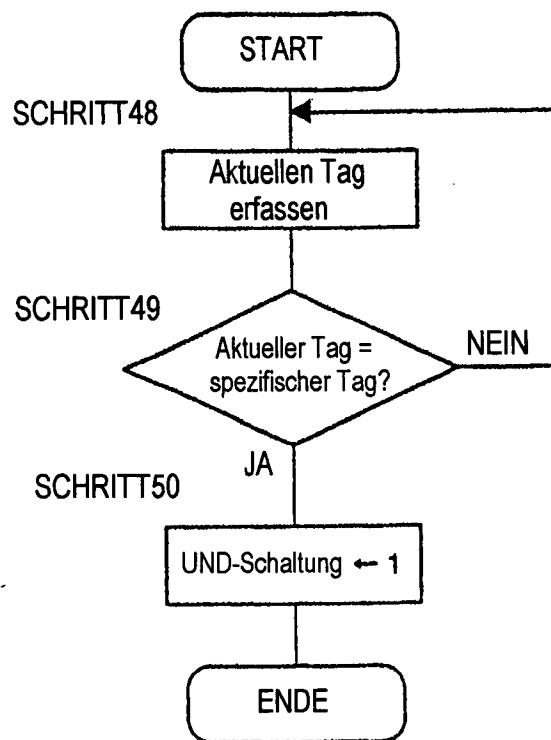 START
SCHRITT48
Aktuellen Tag
erfassen
SCHRITT49
Aktueller Tag =
spezifischer Tag?
NEIN
JA
SCHRITT50
UND-Schaltung ← 1
ENDE